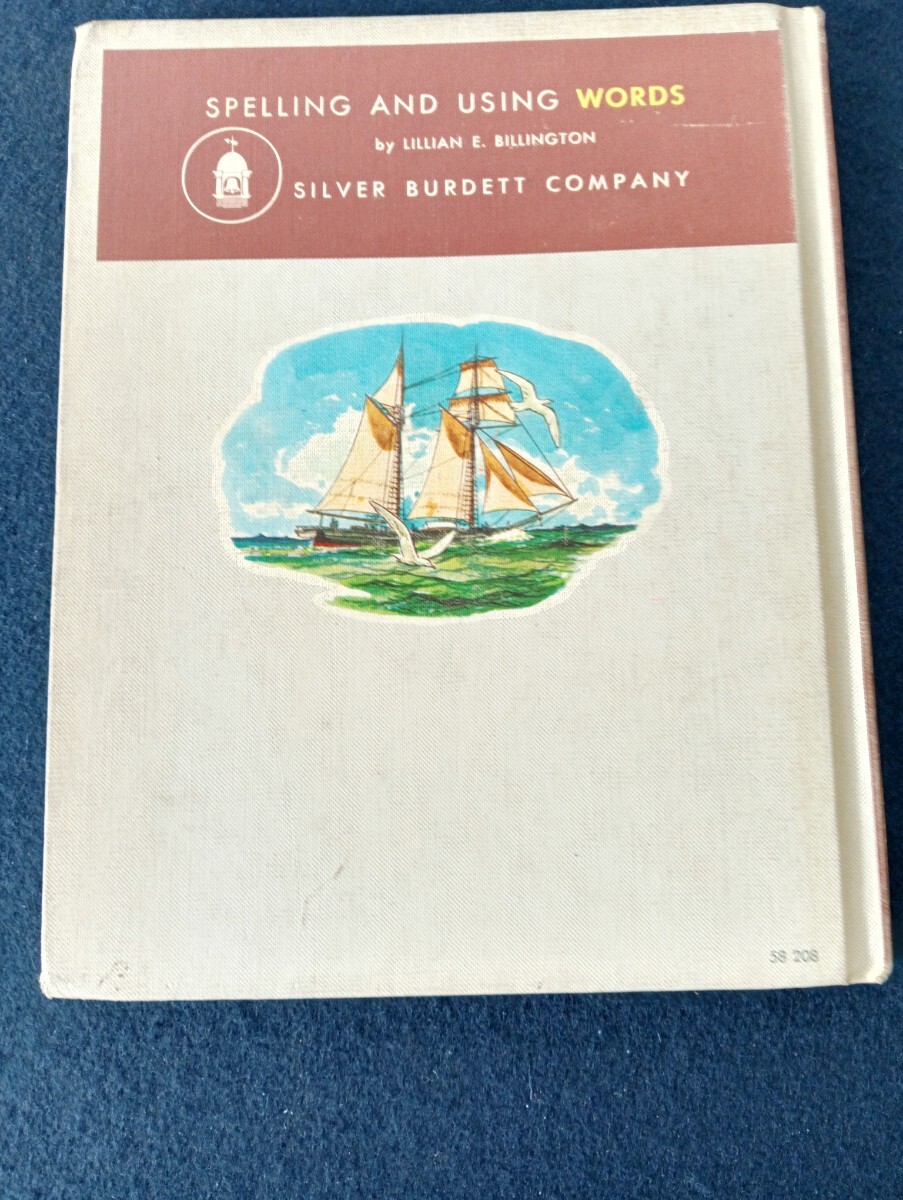 SPELLING AND USING WORDS
by LILLIAN E. BILLINGTON
SILVER BURDETT COMPANY
58 208